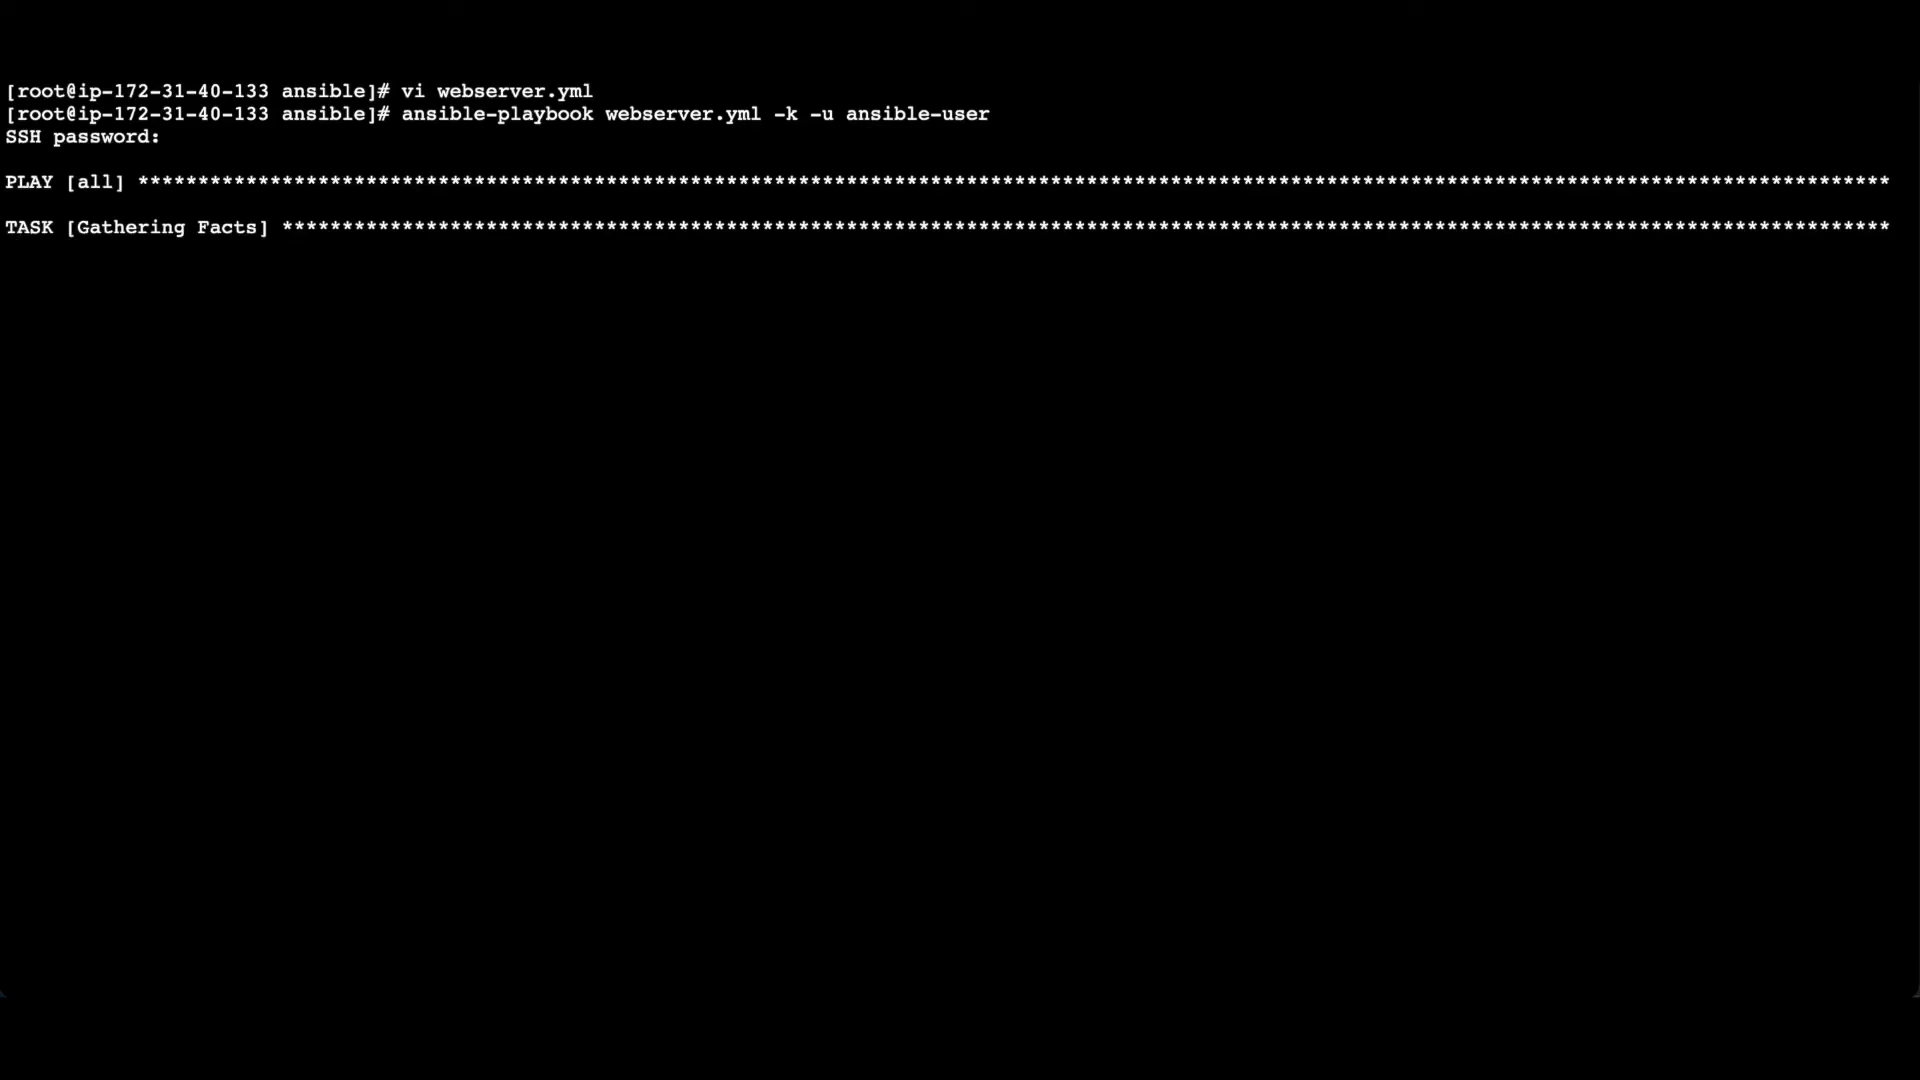 [root@ip-172-31-40-133 ansible]# vi webserver.yml
[root@ip-172-31-40-133 ansible]# ansible-playbook webserver.yml -k -u ansible-user
SSH password:
PLAY [all] **************************************************************************************************************************************************
TASK [Gathering Facts] **************************************************************************************************************************************